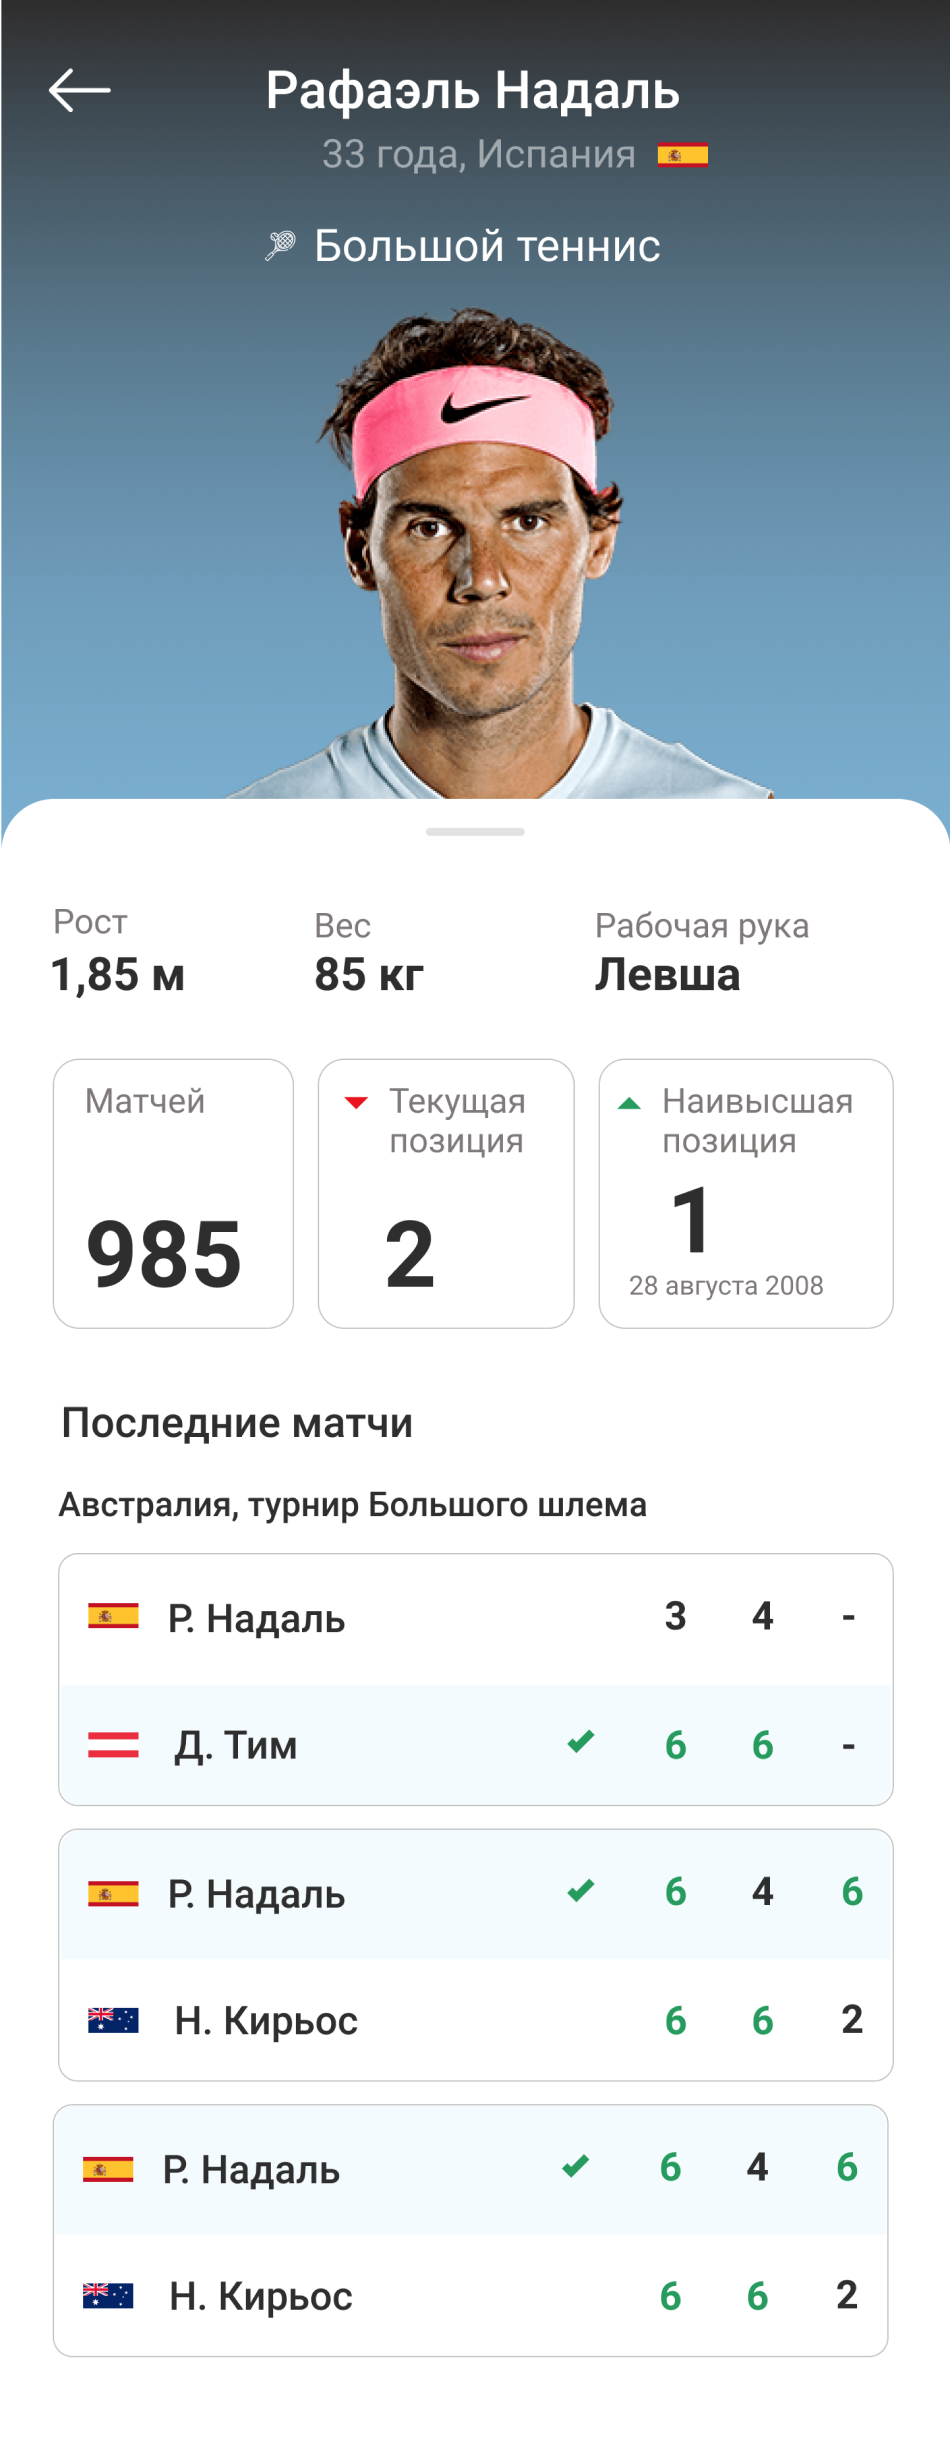 Рафаэль Надаль
33 года, Испания
Большой теннис
Рост
Вес
Рабочая рука
1,85 м
85 кг
Левша
Матчей
985
Текущая
позиция
2
Наивысшая
позиция
1
28 августа 2008
Последние матчи
Австралия, турнир Большого шлема
Р. Надаль 3 4 -
Д. Тим 6 6 -
Р. Надаль 6 4 6
Н. Кирьос 6 6 2
Р. Надаль 6 4 6
Н. Кирьос 6 6 2